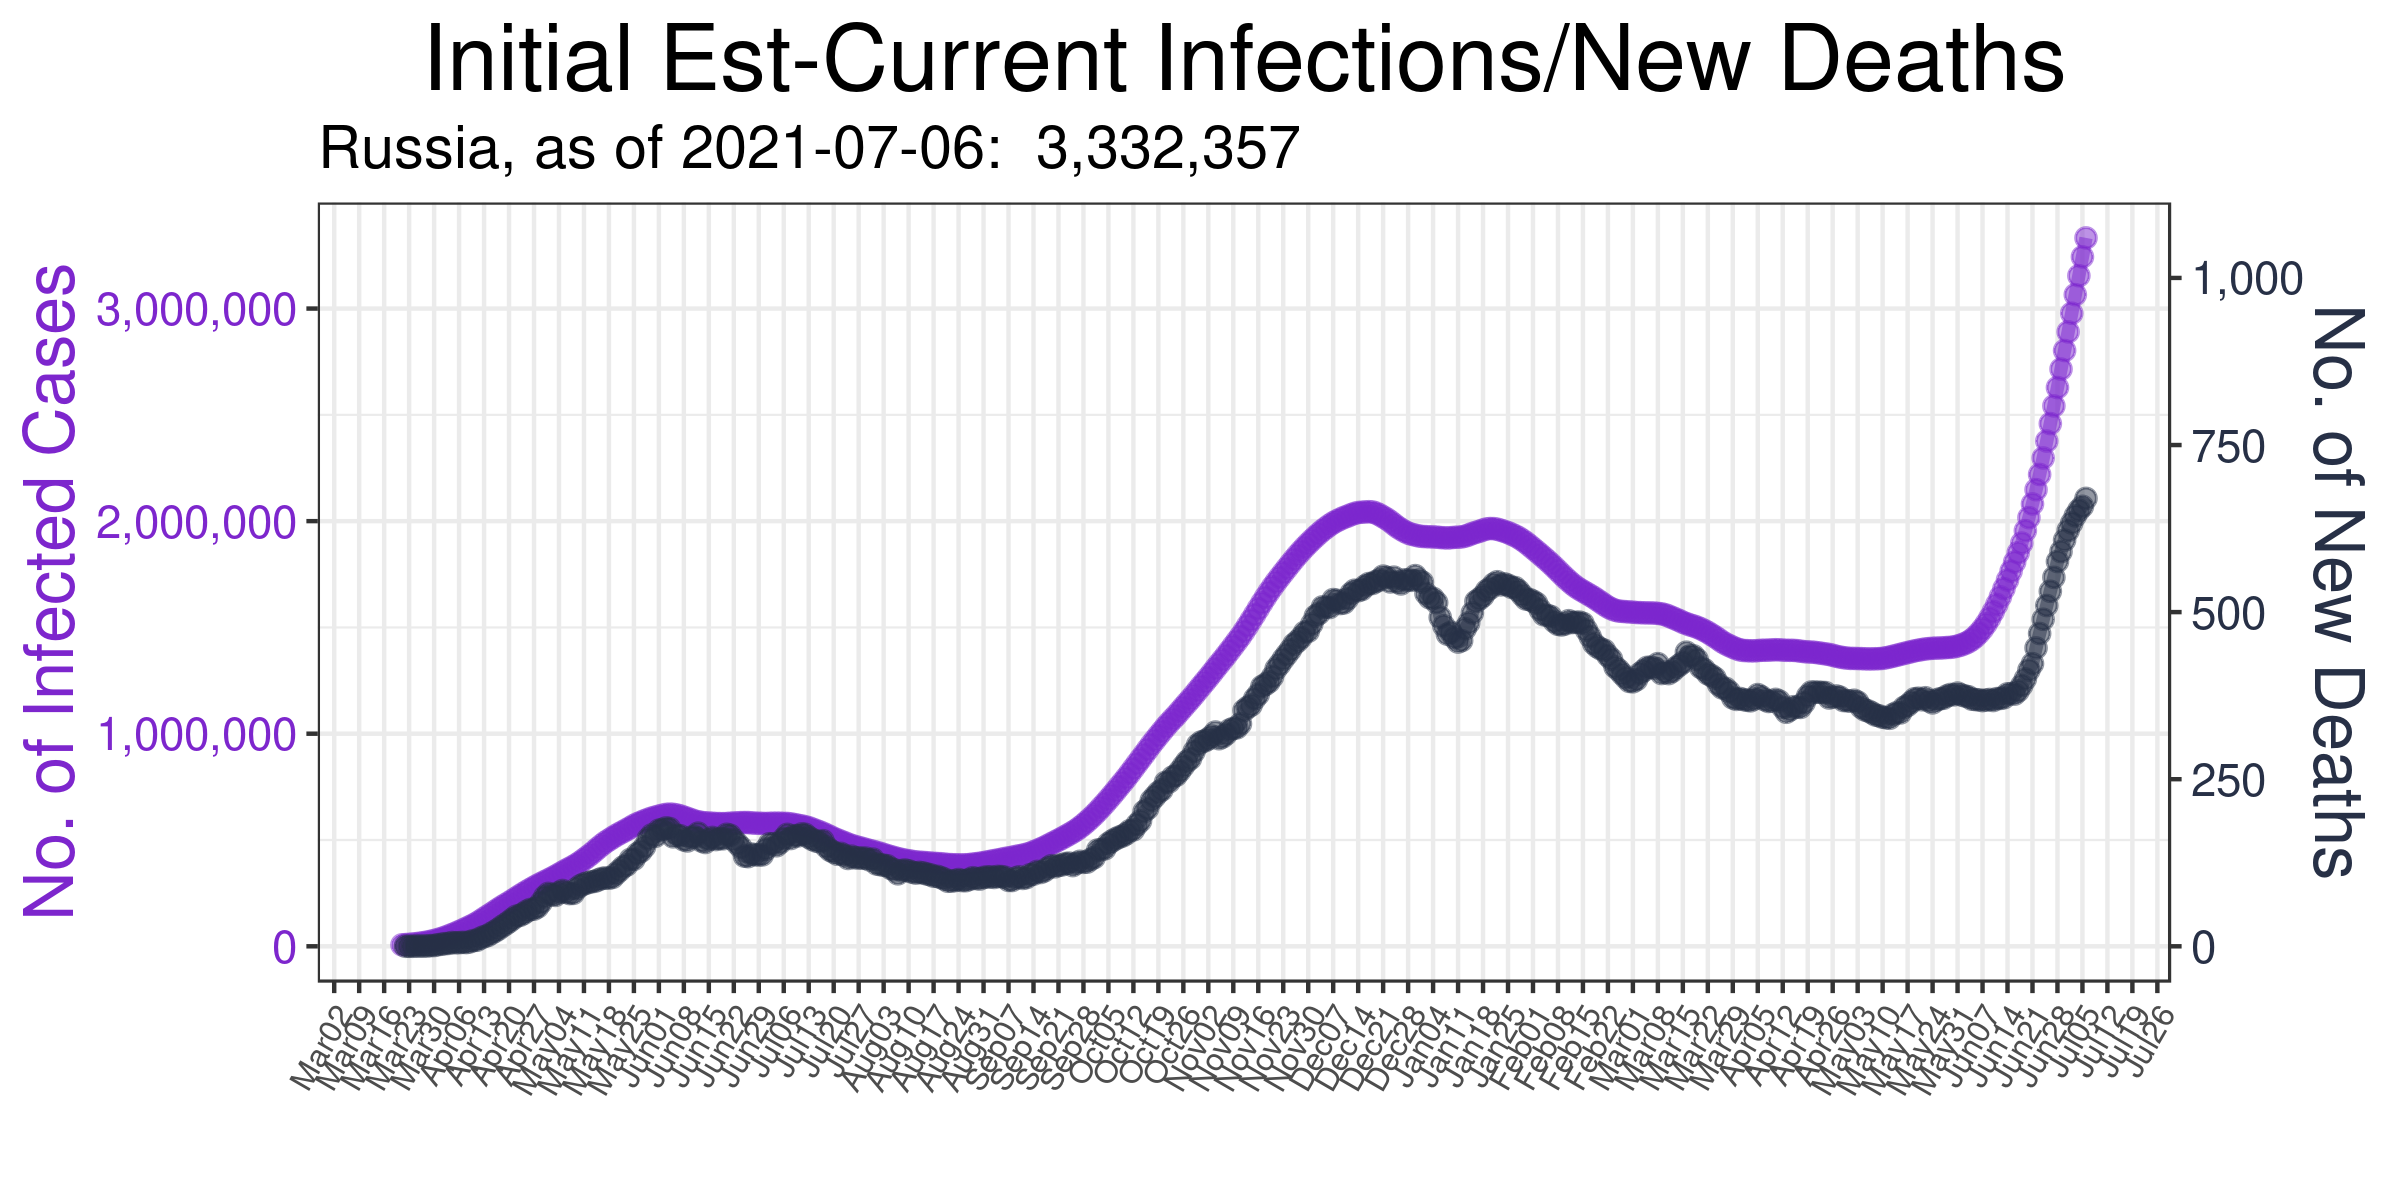 Initial Est-Current Infections/New Deaths
Russia, as of 2021-07-06:  3,332,357
No. of Infected Cases
3,000,000
2,000,000
1,000,000
0
1,000
750
500
250
0
No. of New Deaths
Mar02
Mar09
Mar16
Mar23
Mar30
Apr06
Apr13
Apr20
Apr27
May04
May11
May18
May25
Jun01
Jun08
Jun15
Jun22
Jun29
Jul06
Jul13
Jul20
Jul27
Aug03
Aug10
Aug17
Aug24
Aug31
Sep07
Sep14
Sep21
Sep28
Oct05
Oct12
Oct19
Oct26
Nov02
Nov09
Nov16
Nov23
Nov30
Dec07
Dec14
Dec21
Dec28
Jan04
Jan11
Jan18
Jan25
Feb01
Feb08
Feb15
Feb22
Mar01
Mar08
Mar15
Mar22
Mar29
Apr05
Apr12
Apr19
Apr26
May03
May10
May17
May24
May31
Jun07
Jun14
Jun21
Jun28
Jul05
Jul12
Jul19
Jul26